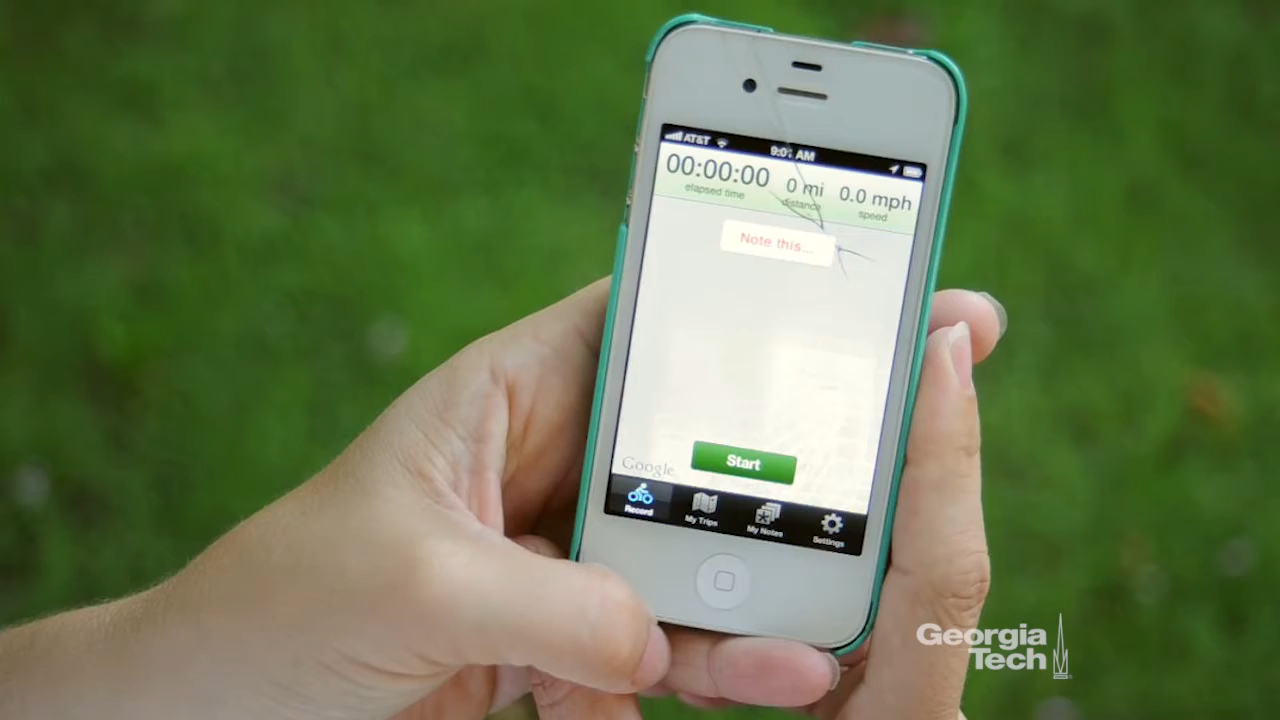 AT&T
9:01 AM
00:00:00 0 mi 0.0 mph
elapsed time distance speed
Note this...
Google
Start
Record My Trips My Notes Settings
Georgia
Tech